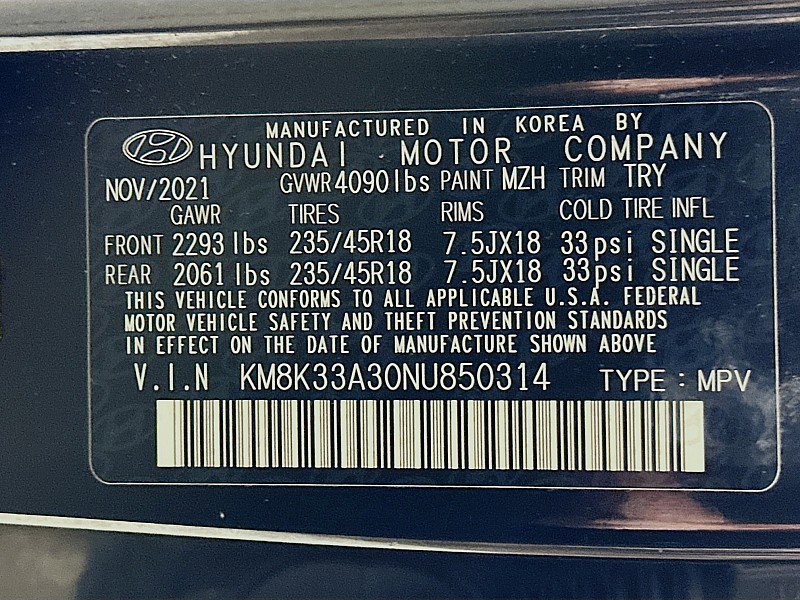 MANUFACTURED IN KOREA BY
HYUNDAI MOTOR COMPANY
NOV/2021 GVWR 4090lbs PAINT MZH TRIM TRY
GAWR TIRES RIMS COLD TIRE INFL
FRONT 2293 lbs 235/45R18 7.5JX18 33psi SINGLE
REAR 2061 lbs 235/45R18 7.5JX18 33psi SINGLE
THIS VEHICLE CONFORMS TO ALL APPLICABLE U.S.A. FEDERAL
MOTOR VEHICLE SAFETY AND THEFT PREVENTION STANDARDS
IN EFFECT ON THE DATE OF MANUFACTURE SHOWN ABOVE
V.I.N KM8K33A30NU850314 TYPE : MPV